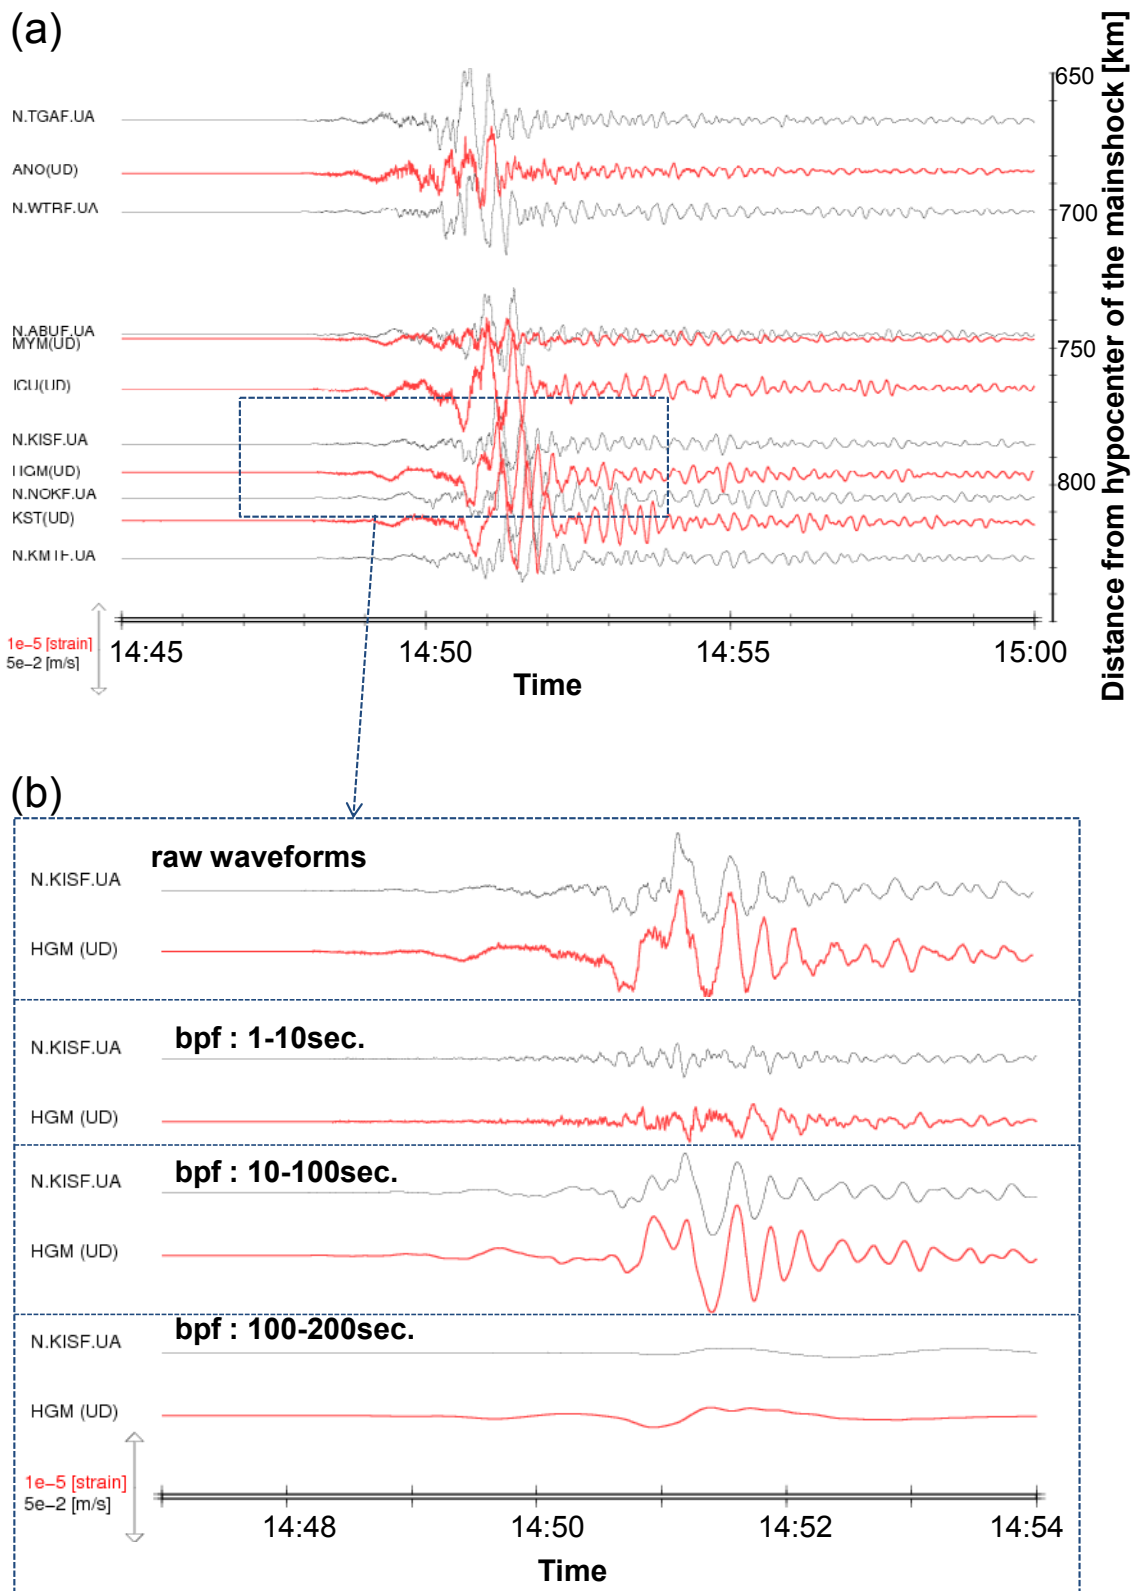 (a)
N.TGAF.UA
ANO(UD)
N.WTRF.UA
N.ABUF.UA
MYM(UD)
ICU(UD)
N.KISF.UA
HGM(UD)
N.NOKF.UA
KST(UD)
N.KMTF.UA
650
700
750
800
Distance from hypocenter of the mainshock [km]
1e−5 [strain]
5e−2 [m/s]
14:45 14:50 14:55 15:00
Time
(b)
raw waveforms
N.KISF.UA
HGM (UD)
bpf : 1-10sec.
N.KISF.UA
HGM (UD)
bpf : 10-100sec.
N.KISF.UA
HGM (UD)
bpf : 100-200sec.
N.KISF.UA
HGM (UD)
1e−5 [strain]
5e−2 [m/s]
14:48 14:50 14:52 14:54
Time